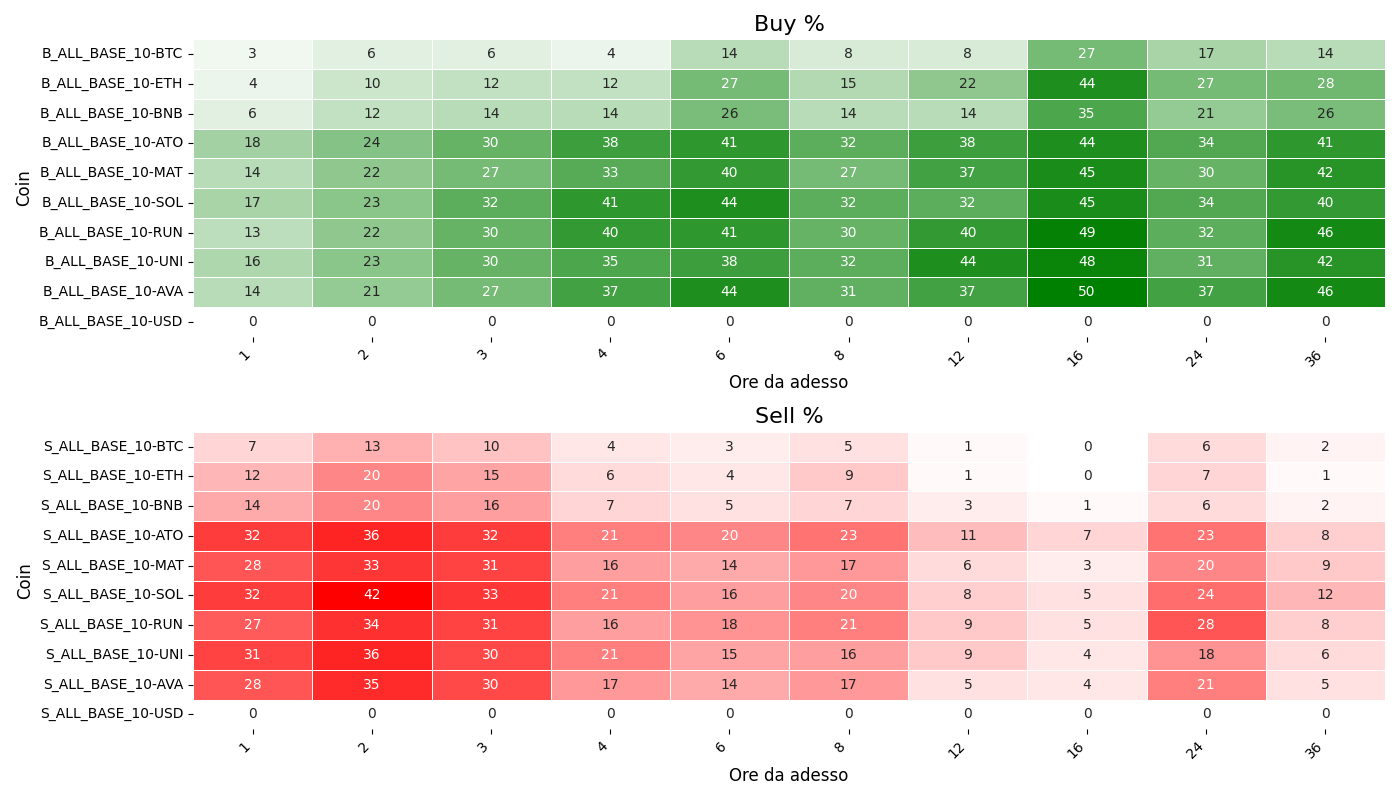 Buy %
Coin
B_ALL_BASE_10-BTC 3 6 6 4 14 8 8 27 17 14
B_ALL_BASE_10-ETH 4 10 12 12 27 15 22 44 27 28
B_ALL_BASE_10-BNB 6 12 14 14 26 14 14 35 21 26
B_ALL_BASE_10-ATO 18 24 30 38 41 32 38 44 34 41
B_ALL_BASE_10-MAT 14 22 27 33 40 27 37 45 30 42
B_ALL_BASE_10-SOL 17 23 32 41 44 32 32 45 34 40
B_ALL_BASE_10-RUN 13 22 30 40 41 30 40 49 32 46
B_ALL_BASE_10-UNI 16 23 30 35 38 32 44 48 31 42
B_ALL_BASE_10-AVA 14 21 27 37 44 31 37 50 37 46
B_ALL_BASE_10-USD 0 0 0 0 0 0 0 0 0 0
1 2 3 4 6 8 12 16 24 36
Ore da adesso
Sell %
Coin
S_ALL_BASE_10-BTC 7 13 10 4 3 5 1 0 6 2
S_ALL_BASE_10-ETH 12 20 15 6 4 9 1 0 7 1
S_ALL_BASE_10-BNB 14 20 16 7 5 7 3 1 6 2
S_ALL_BASE_10-ATO 32 36 32 21 20 23 11 7 23 8
S_ALL_BASE_10-MAT 28 33 31 16 14 17 6 3 20 9
S_ALL_BASE_10-SOL 32 42 33 21 16 20 8 5 24 12
S_ALL_BASE_10-RUN 27 34 31 16 18 21 9 5 28 8
S_ALL_BASE_10-UNI 31 36 30 21 15 16 9 4 18 6
S_ALL_BASE_10-AVA 28 35 30 17 14 17 5 4 21 5
S_ALL_BASE_10-USD 0 0 0 0 0 0 0 0 0 0
1 2 3 4 6 8 12 16 24 36
Ore da adesso